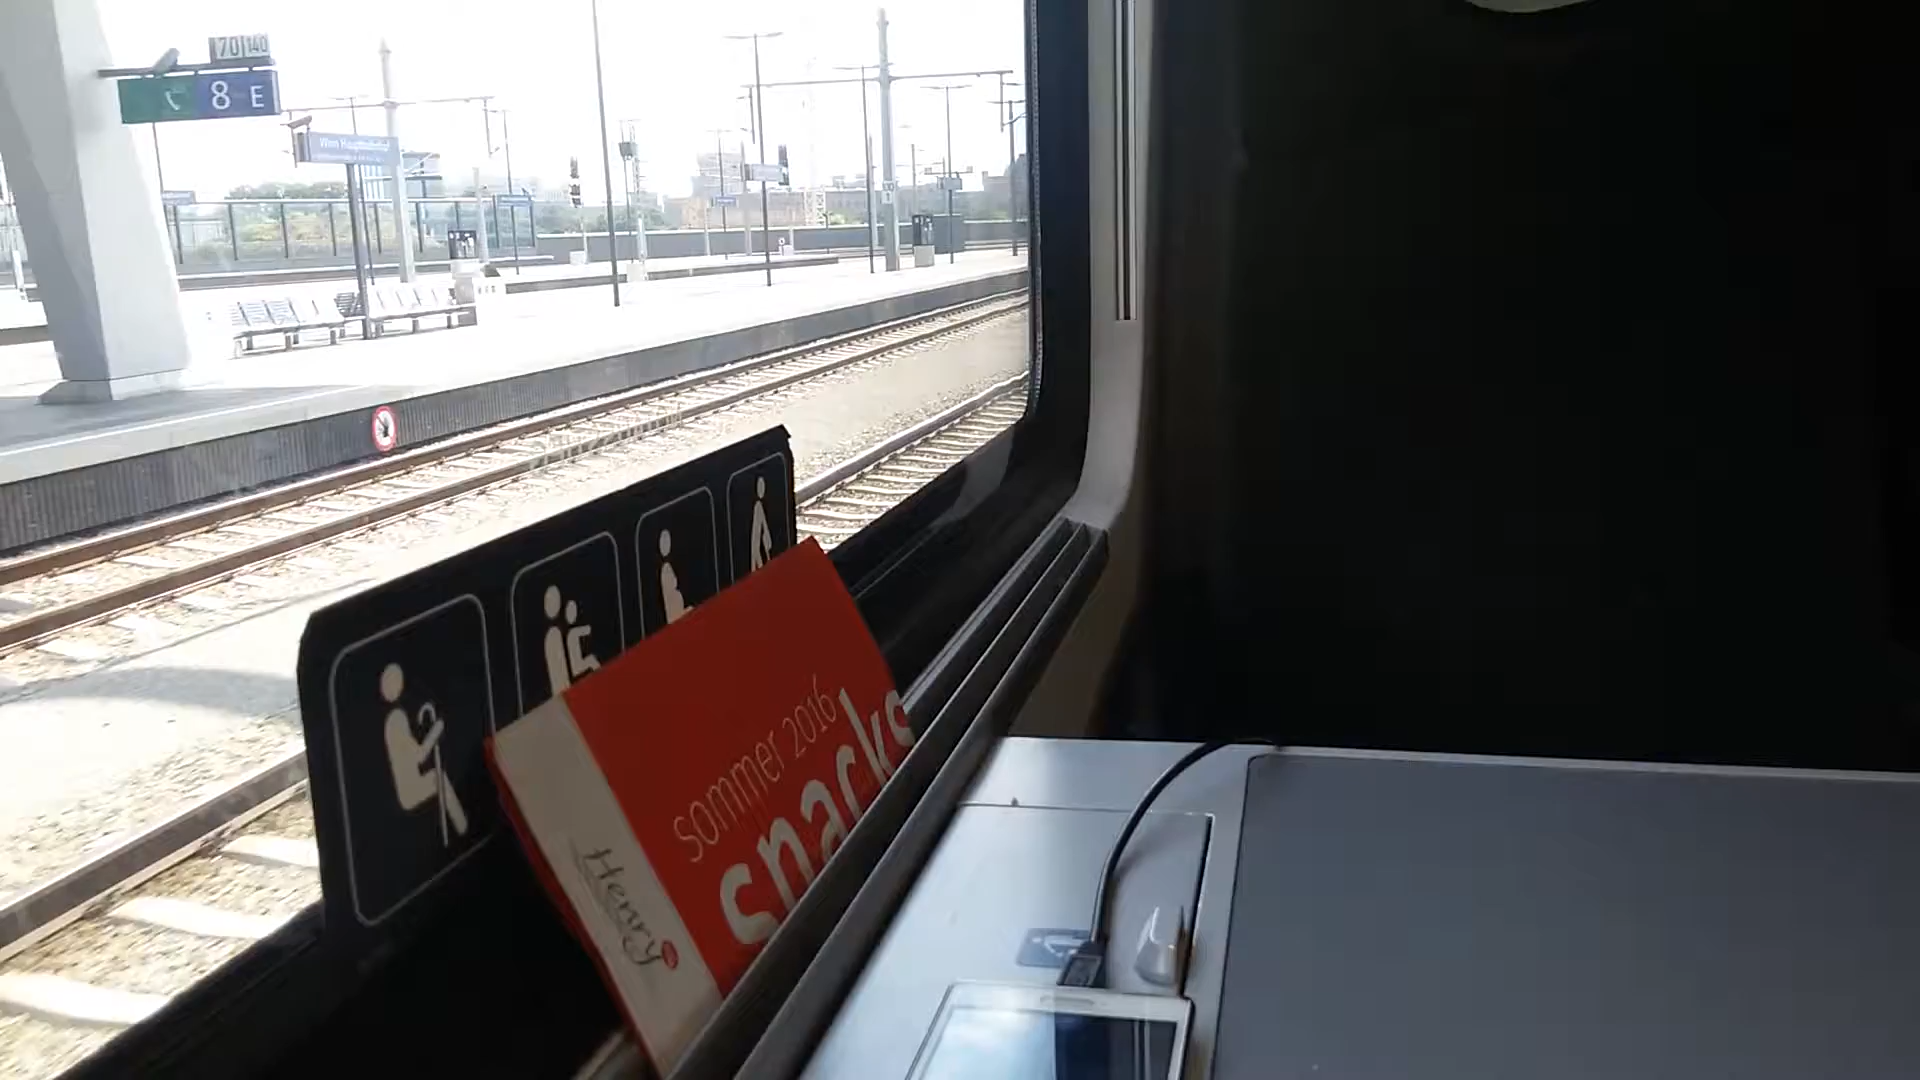 70 140
8 E
Wien Hauptbahnhof
sommer 2016
snacks
Henry